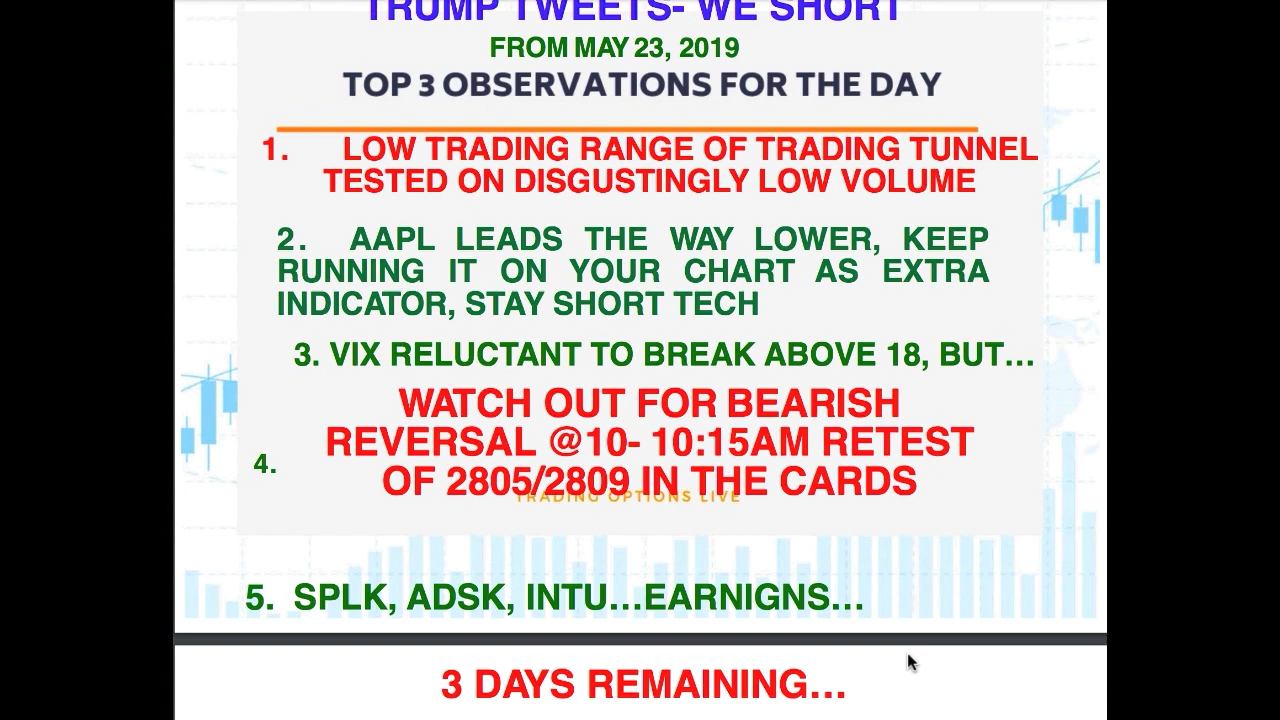 TRUMP TWEETS- WE SHORT
FROM MAY 23, 2019
TOP 3 OBSERVATIONS FOR THE DAY
1. LOW TRADING RANGE OF TRADING TUNNEL
TESTED ON DISGUSTINGLY LOW VOLUME
2. AAPL LEADS THE WAY LOWER, KEEP
RUNNING IT ON YOUR CHART AS EXTRA
INDICATOR, STAY SHORT TECH
3. VIX RELUCTANT TO BREAK ABOVE 18, BUT...
WATCH OUT FOR BEARISH
REVERSAL @10- 10:15AM RETEST
4. OF 2805/2809 IN THE CARDS
TRADING OPTIONS LIVE
5. SPLK, ADSK, INTU...EARNIGNS...
3 DAYS REMAINING...